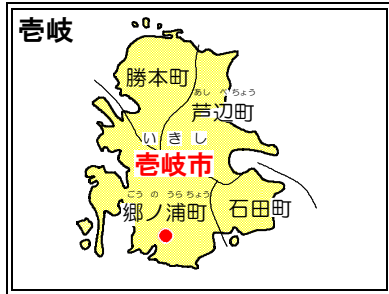 壱岐
勝本町
あし べ ちょう
芦辺町
いきし
壱岐市
ごう の うら ちょう
郷ノ浦町
石田町